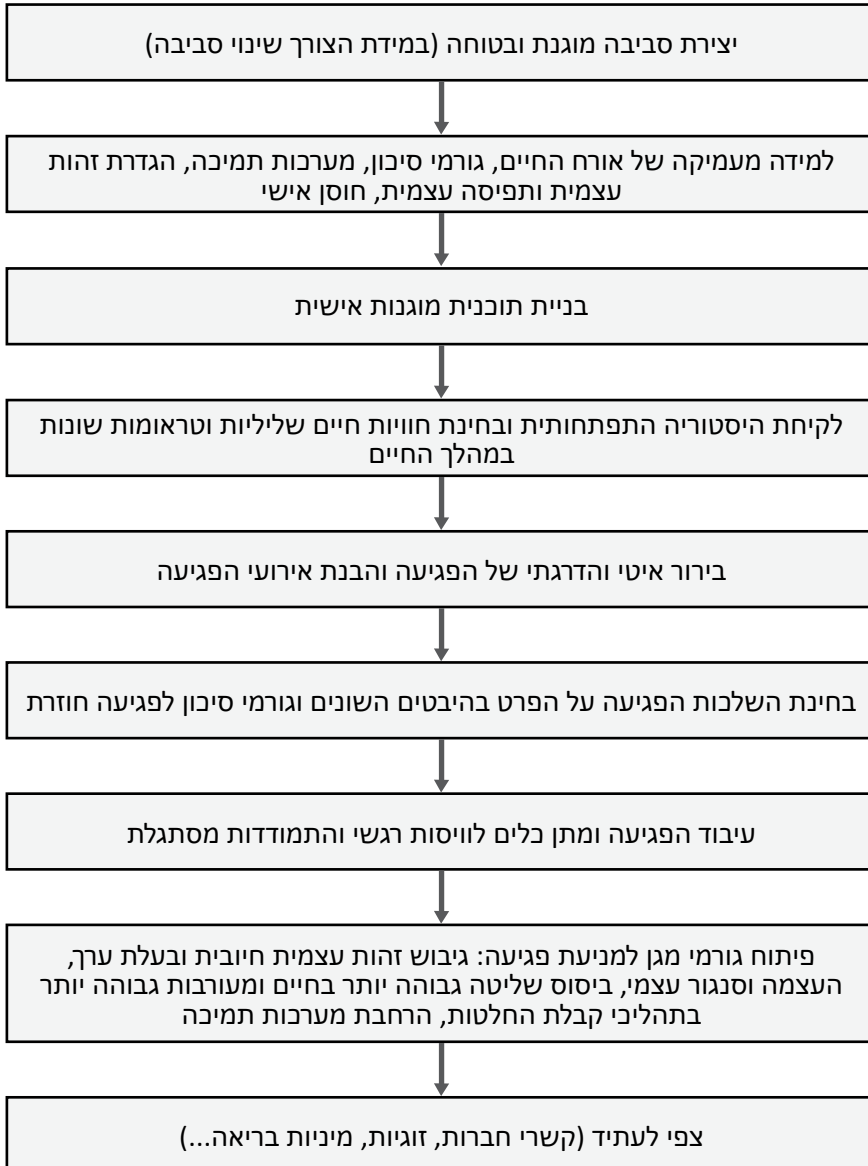 יצירת סביבה מוגנת ובטוחה (במידת הצורך שינוי סביבה)
למידה מעמיקה של אורח החיים, גורמי סיכון, מערכות תמיכה, הגדרת זהות
עצמית ותפיסה עצמית, חוסן אישי
בניית תוכנית מוגנות אישית
לקיחת היסטוריה התפתחותית ובחינת חוויות חיים שליליות וטראומות שונות
במהלך החיים
בירור איטי והדרגתי של הפגיעה והבנת אירועי הפגיעה
בחינת השלכות הפגיעה על הפרט בהיבטים השונים וגורמי סיכון לפגיעה חוזרת
עיבוד הפגיעה ומתן כלים לוויסות רגשי והתמודדות מסתגלת
פיתוח גורמי מגן למניעת פגיעה: גיבוש זהות עצמית חיובית ובעלת ערך,
העצמה וסנגור עצמי, ביסוס שליטה גבוהה יותר בחיים ומעורבות גבוהה יותר
בתהליכי קבלת החלטות, הרחבת מערכות תמיכה
צפי לעתיד (קשרי חברות, זוגיות, מיניות בריאה...)